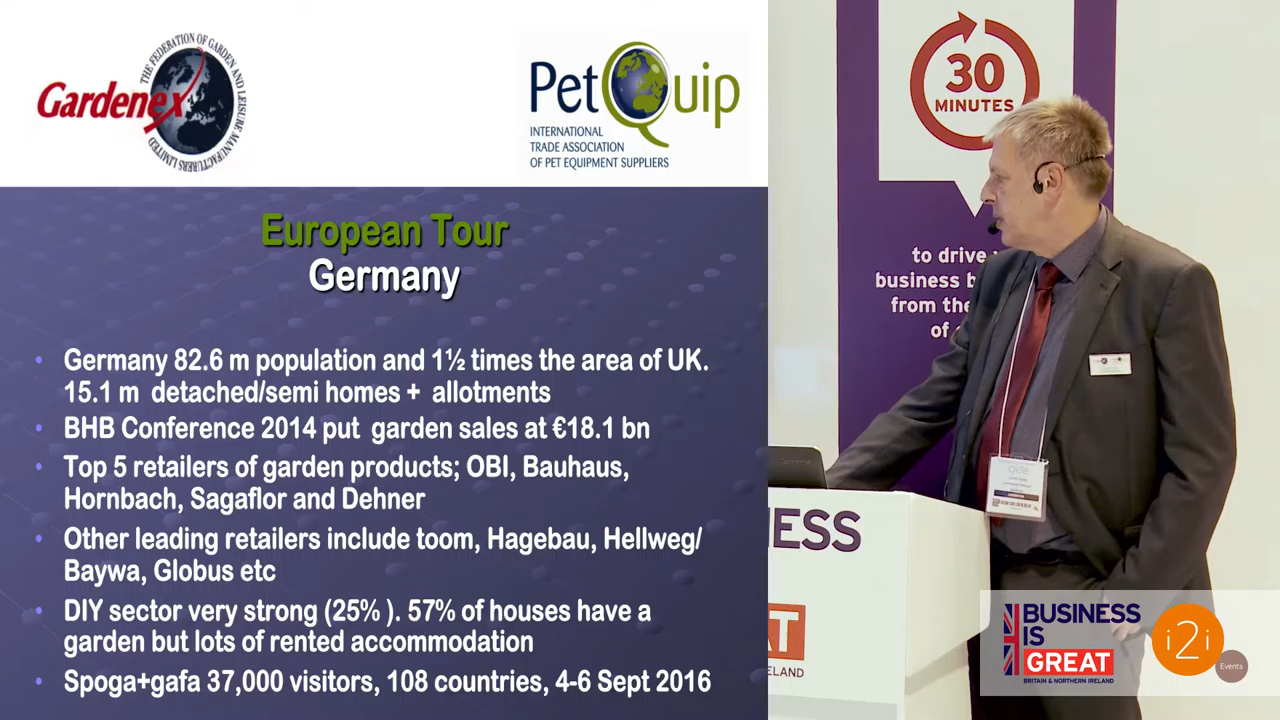 Gardenex
THE FEDERATION OF GARDEN AND LEISURE MANUFACTURERS LIMITED
PetQuip
INTERNATIONAL
TRADE ASSOCIATION
OF PET EQUIPMENT SUPPLIERS
European Tour
Germany
• Germany 82.6 m population and 1½ times the area of UK.
15.1 m detached/semi homes + allotments
• BHB Conference 2014 put garden sales at €18.1 bn
• Top 5 retailers of garden products; OBI, Bauhaus,
Hornbach, Sagaflor and Dehner
• Other leading retailers include toom, Hagebau, Hellweg/
Baywa, Globus etc
• DIY sector very strong (25% ). 57% of houses have a
garden but lots of rented accommodation
• Spoga+gafa 37,000 visitors, 108 countries, 4-6 Sept 2016
30
MINUTES
to drive
business b
from the
of
glee
NESS
AT
IRELAND
BUSINESS
IS
GREAT
BRITAIN & NORTHERN IRELAND
i2i
Events